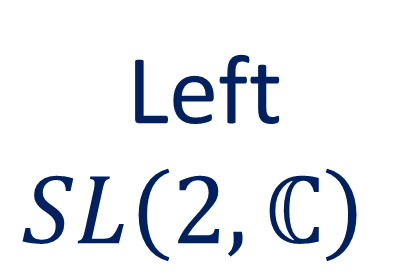 Left
SL(2, ℂ)